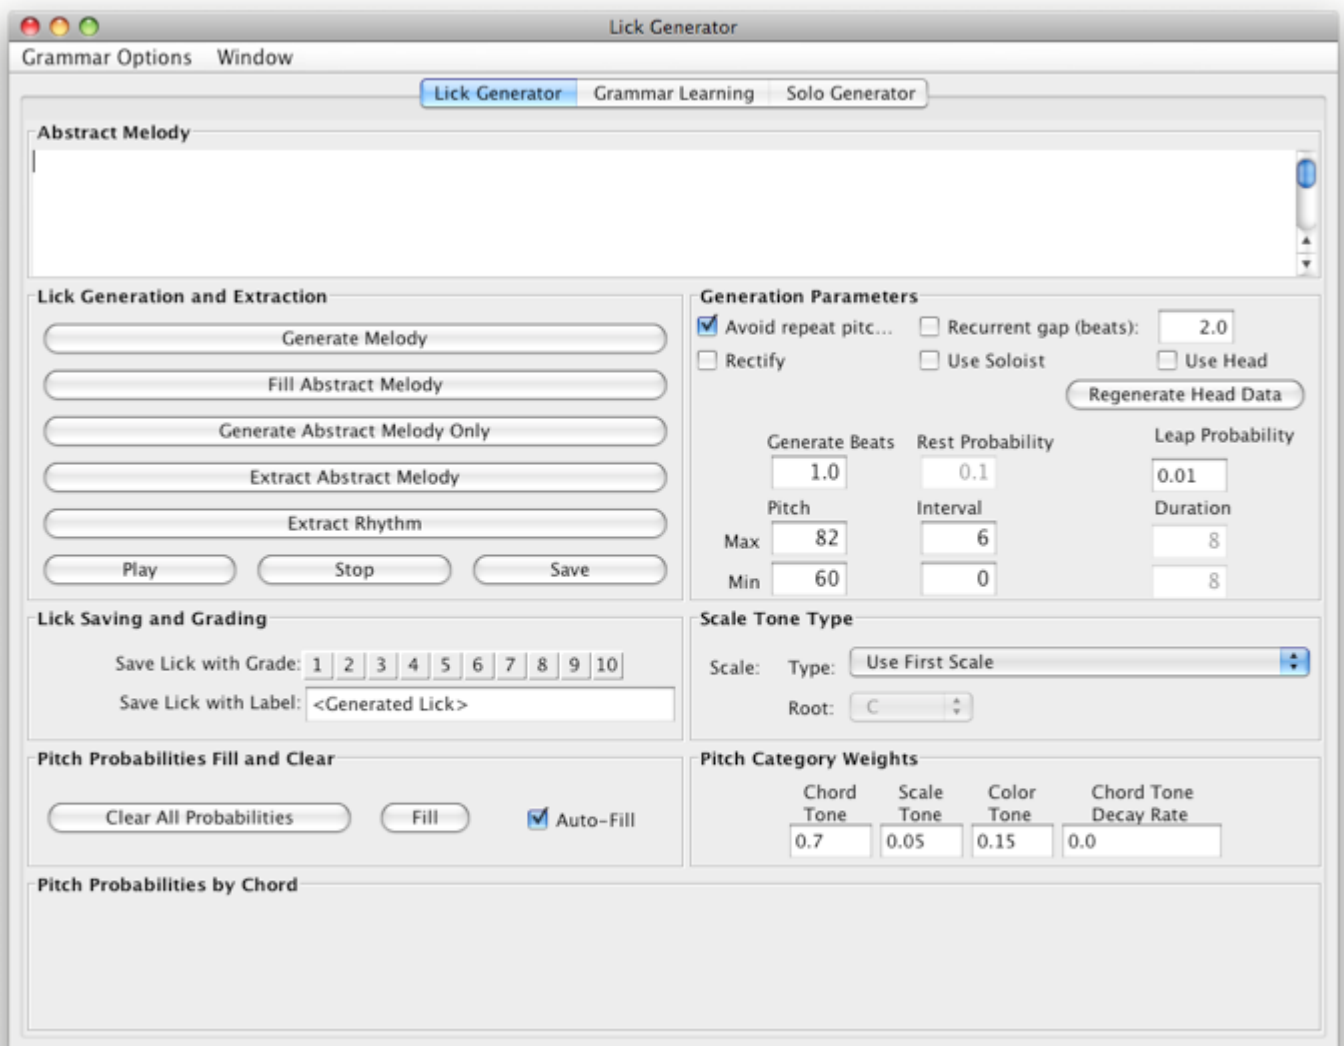 Lick Generator
Grammar Options Window
Lick Generator Grammar Learning Solo Generator
Abstract Melody
Lick Generation and Extraction
Generate Melody
Fill Abstract Melody
Generate Abstract Melody Only
Extract Abstract Melody
Extract Rhythm
Play Stop Save
Generation Parameters
Avoid repeat pitc... Recurrent gap (beats): 2.0
Rectify Use Soloist Use Head
Regenerate Head Data
Generate Beats Rest Probability Leap Probability
1.0 0.1 0.01
Pitch Interval Duration
Max 82 6 8
Min 60 0 8
Lick Saving and Grading
Save Lick with Grade: 1 2 3 4 5 6 7 8 9 10
Save Lick with Label: <Generated Lick>
Scale Tone Type
Scale: Type: Use First Scale
Root: C
Pitch Probabilities Fill and Clear
Clear All Probabilities Fill Auto-Fill
Pitch Category Weights
Chord Scale Color Chord Tone
Tone Tone Tone Decay Rate
0.7 0.05 0.15 0.0
Pitch Probabilities by Chord